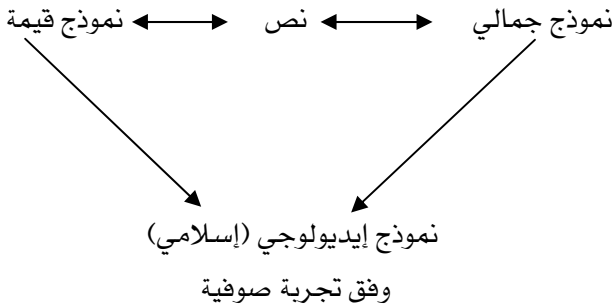 نموذج جمالي نص نموذج قيمة
نموذج إيديولوجي (إسلامي)
وفق تجربة صوفية